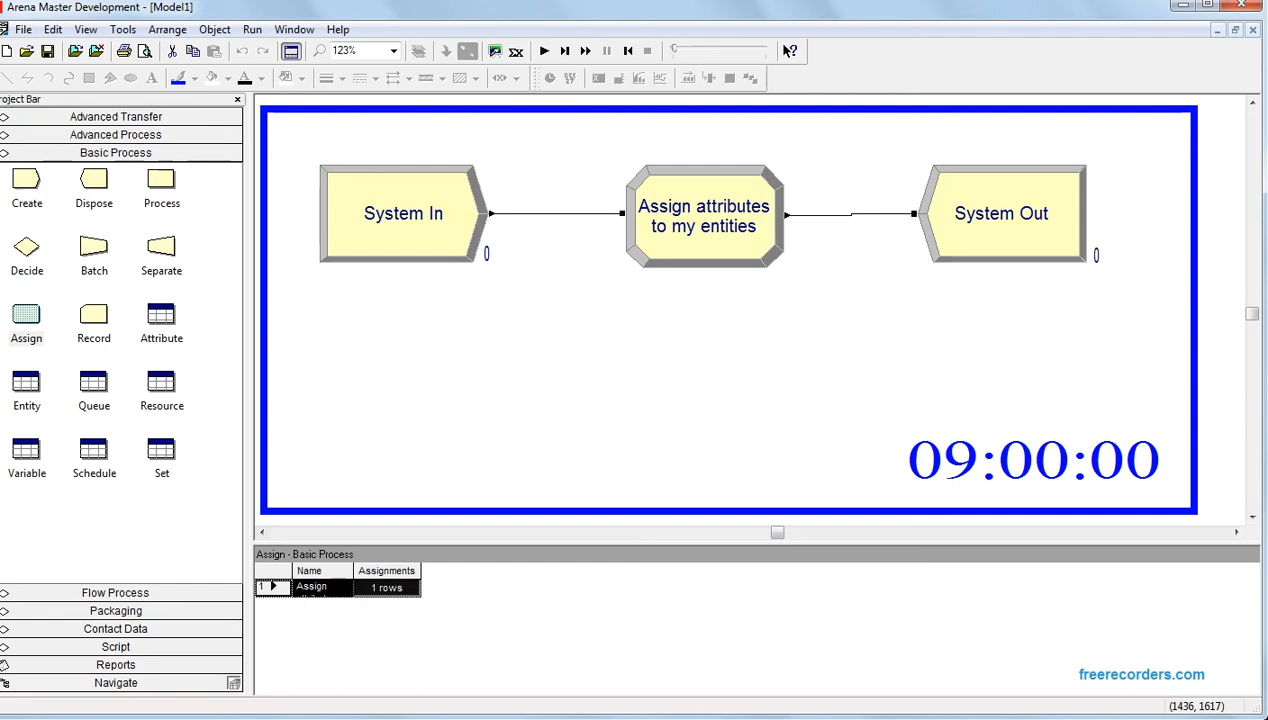 Arena Master Development - [Model1]
File Edit View Tools Arrange Object Run Window Help
123%
roject Bar
Advanced Transfer
Advanced Process
Basic Process
Create Dispose Process
Decide Batch Separate
Assign Record Attribute
Entity Queue Resource
Variable Schedule Set
Flow Process
Packaging
Contact Data
Script
Reports
Navigate
System In
0
Assign attributes
to my entities
System Out
0
09:00:00
Assign - Basic Process
Name Assignments
1 Assign 1 rows
freerecorders.com
(1436, 1617)